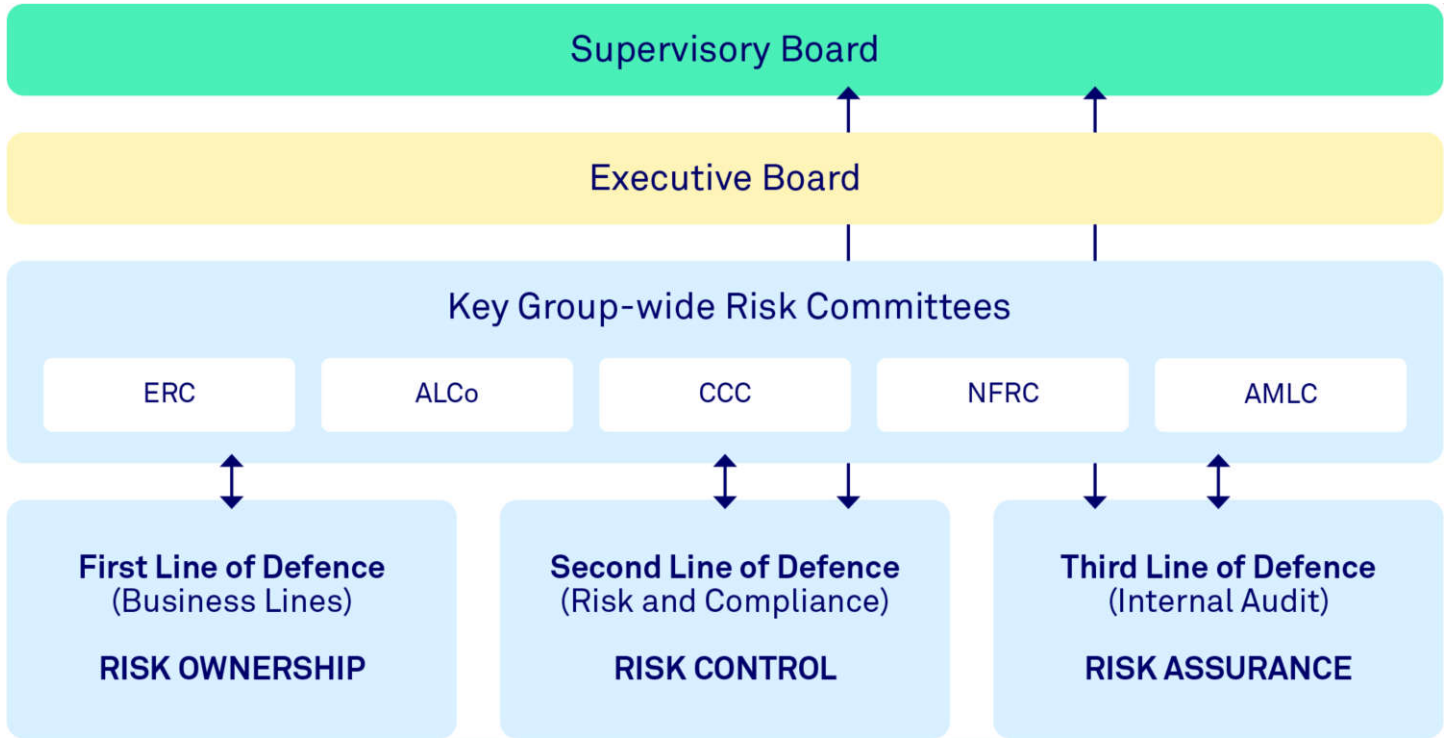 Supervisory Board
Executive Board
Key Group-wide Risk Committees
ERC
ALCo
CCC
NFRC
AMLC
First Line of Defence
(Business Lines)
RISK OWNERSHIP
Second Line of Defence
(Risk and Compliance)
RISK CONTROL
Third Line of Defence
(Internal Audit)
RISK ASSURANCE